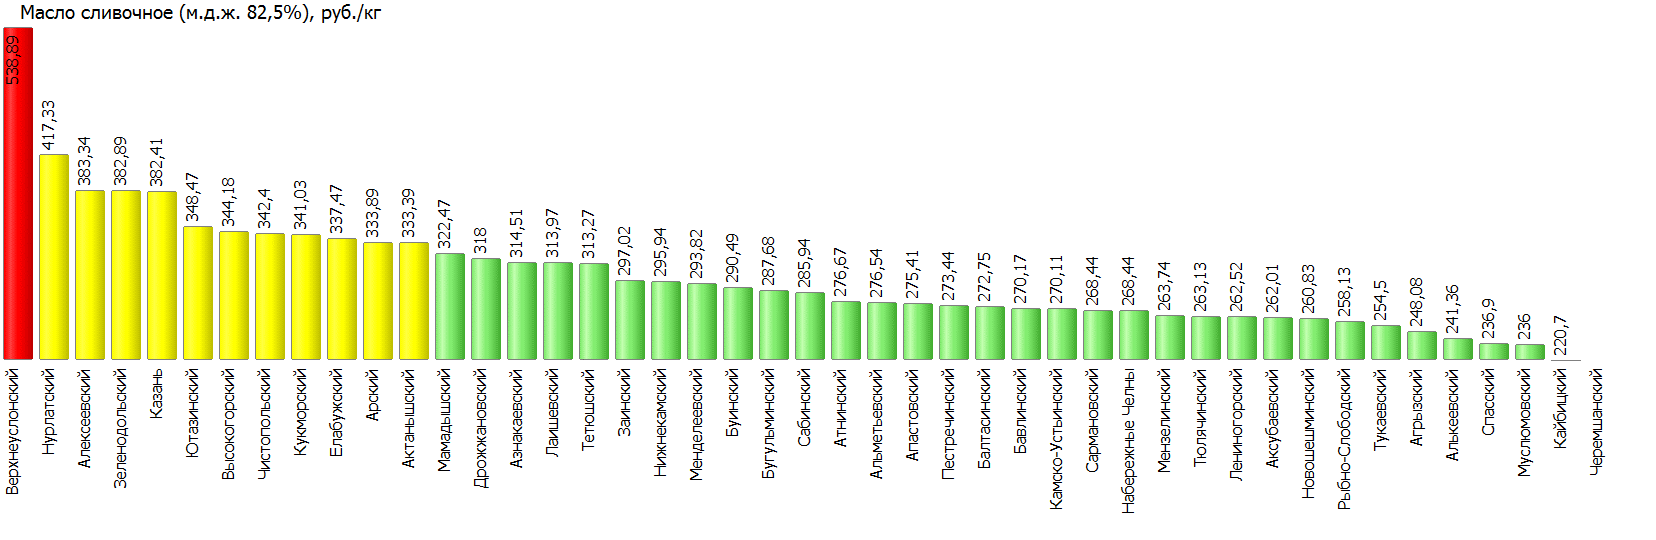 Масло сливочное (м.д.ж. 82,5%), руб./кг
538,89
417,33
383,34
382,89
382,41
348,47
344,18
342,4
341,03
337,47
333,89
333,39
322,47
318
314,51
313,97
313,27
297,02
295,94
293,82
290,49
287,68
285,94
276,67
276,54
275,41
273,44
272,75
270,17
270,11
268,44
268,44
263,74
263,13
262,52
262,01
260,83
258,13
254,5
248,08
241,36
236,9
236
220,7
Верхнеуслонский
Нурлатский
Алексеевский
Зеленодольский
Казань
Ютазинский
Высокогорский
Чистопольский
Кукморский
Елабужский
Арский
Актанышский
Мамадышский
Дрожжановский
Азнакаевский
Лаишевский
Тетюшский
Заинский
Нижнекамский
Менделеевский
Буинский
Бугульминский
Сабинский
Атнинский
Альметьевский
Апастовский
Пестречинский
Балтасинский
Бавлинский
Камско-Устьинский
Сармановский
Набережные Челны
Мензелинский
Тюлячинский
Лениногорский
Аксубаевский
Новошешминский
Рыбно-Слободский
Тукаевский
Агрызский
Алькеевский
Спасский
Муслюмовский
Кайбицкий
Черемшанский